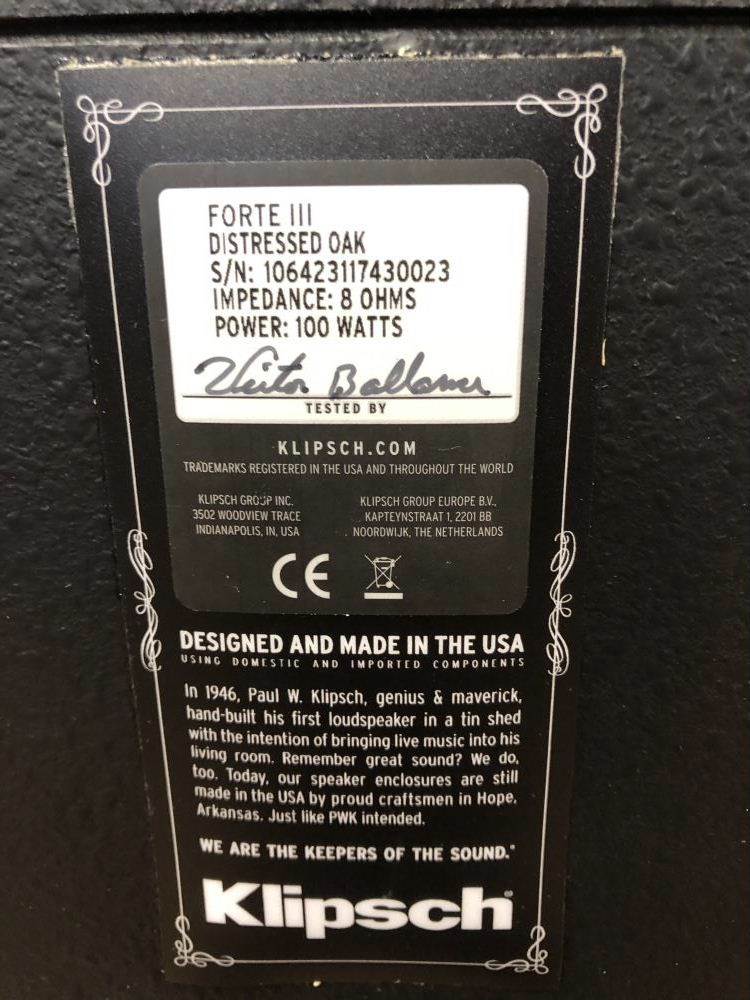 FORTE III
DISTRESSED OAK
S/N: 106423117430023
IMPEDANCE: 8 OHMS
POWER: 100 WATTS
TESTED BY
KLIPSCH.COM
TRADEMARKS REGISTERED IN THE USA AND THROUGHOUT THE WORLD
KLIPSCH GROUP INC.
3502 WOODVIEW TRACE
INDIANAPOLIS, IN, USA
KLIPSCH GROUP EUROPE B.V.,
KAPTEYNSTRAAT 1, 2201 BB
NOORDWIJK, THE NETHERLANDS
CE
DESIGNED AND MADE IN THE USA
USING DOMESTIC AND IMPORTED COMPONENTS
In 1946, Paul W. Klipsch, genius & maverick,
hand-built his first loudspeaker in a tin shed
with the intention of bringing live music into his
living room. Remember great sound? We do,
too. Today, our speaker enclosures are still
made in the USA by proud craftsmen in Hope,
Arkansas. Just like PWK intended.
WE ARE THE KEEPERS OF THE SOUND.®
Klipsch®